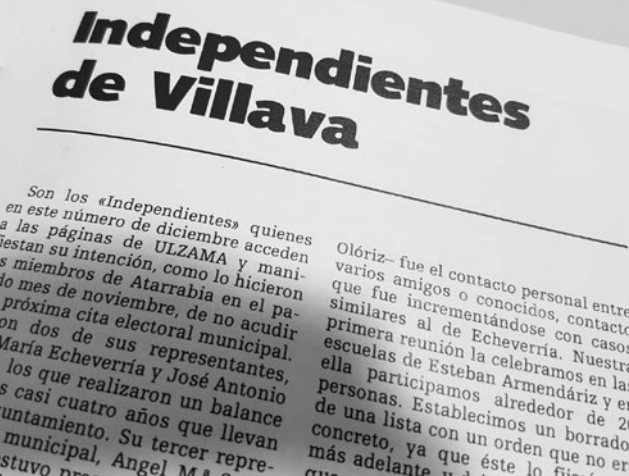 Independientes
de Villava
Son los «Independientes» quienes
en este número de diciembre acceden
a las páginas de ULZAMA y mani-
fiestan su intención, como lo hicieron
s miembros de Atarrabia en el pa-
do mes de noviembre, de no acudir
próxima cita electoral municipal.
on dos de sus representantes,
María Echeverría y José Antonio
los que realizaron un balance
s casi cuatro años que llevan
untamiento. Su tercer repre-
municipal, Angel M.ª
estuvo
Olóriz– fue el contacto personal entre
varios amigos o conocidos, contacto
que fue incrementándose con casos
similares al de Echeverría. Nuestra
primera reunión la celebramos en las
escuelas de Esteban Armendáriz y en
ella participamos alrededor de 20
personas. Establecimos un borrado
de una lista con un orden que no er
concreto, ya que éste lo
más adelante
que